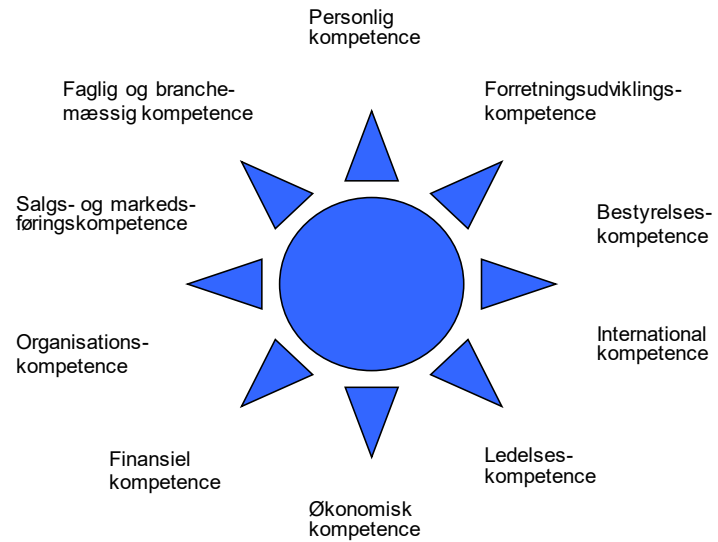 Personlig
kompetence
Faglig og branche-
mæssig kompetence
Forretningsudviklings-
kompetence
Salgs- og markeds-
føringskompetence
Bestyrelses-
kompetence
Organisations-
kompetence
International
kompetence
Finansiel
kompetence
Ledelses-
kompetence
Økonomisk
kompetence